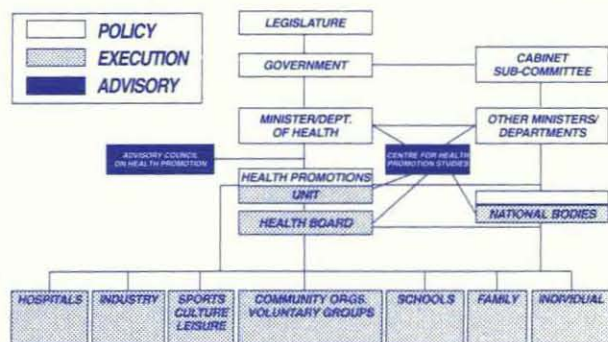 POLICY
EXECUTION
ADVISORY
LEGISLATURE
GOVERNMENT
CABINET
SUB-COMMITTEE
MINISTER/DEPT.
OF HEALTH
OTHER MINISTERS/
DEPARTMENTS
ADVISORY COUNCIL
ON HEALTH PROMOTION
CENTRE FOR HEALTH
PROMOTION STUDIES
HEALTH PROMOTIONS
UNIT
NATIONAL BODIES
HEALTH BOARD
HOSPITALS
INDUSTRY
SPORTS
CULTURE
LEISURE
COMMUNITY ORGS.
VOLUNTARY GROUPS
SCHOOLS
FAMILY
INDIVIDUAL